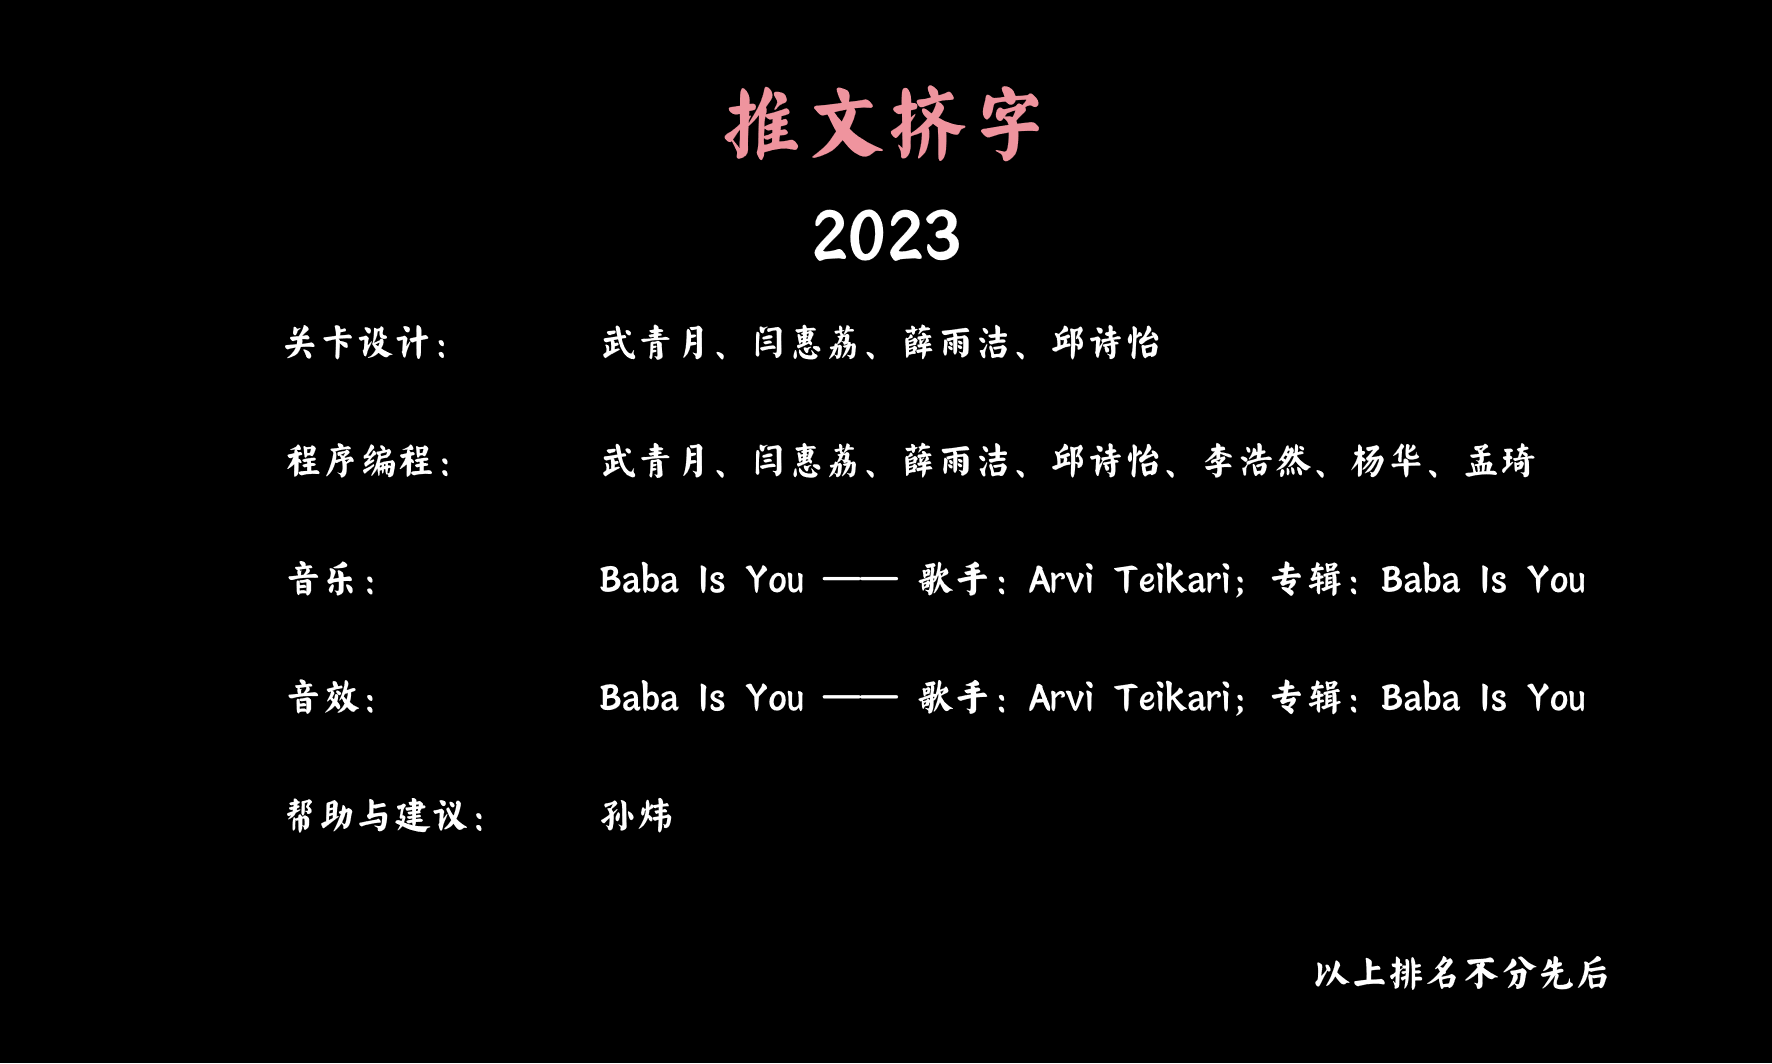 推文挤字
2023
关卡设计： 武青月、闫惠荔、薛雨洁、邱诗怡
程序编程： 武青月、闫惠荔、薛雨洁、邱诗怡、李浩然、杨华、孟琦
音乐： Baba Is You —— 歌手：Arvi Teikari；专辑：Baba Is You
音效： Baba Is You —— 歌手：Arvi Teikari；专辑：Baba Is You
帮助与建议： 孙炜
以上排名不分先后